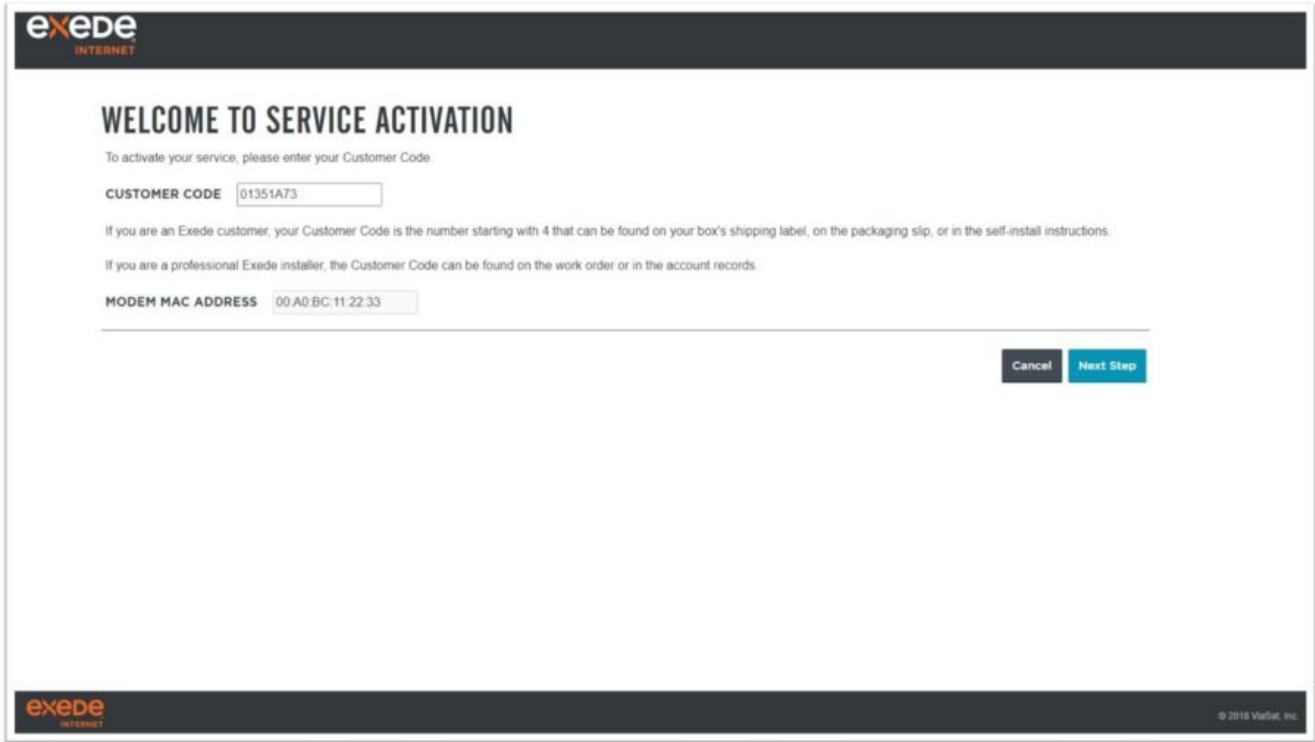 exede
INTERNET
WELCOME TO SERVICE ACTIVATION
To activate your service, please enter your Customer Code.
CUSTOMER CODE 01351A73
If you are an Exede customer, your Customer Code is the number starting with 4 that can be found on your box's shipping label, on the packaging slip, or in the self-install instructions.
If you are a professional Exede installer, the Customer Code can be found on the work order or in the account records.
MODEM MAC ADDRESS 00:A0:BC:11:22:33
Cancel Next Step
exede
INTERNET
© 2018 ViaSat, Inc.